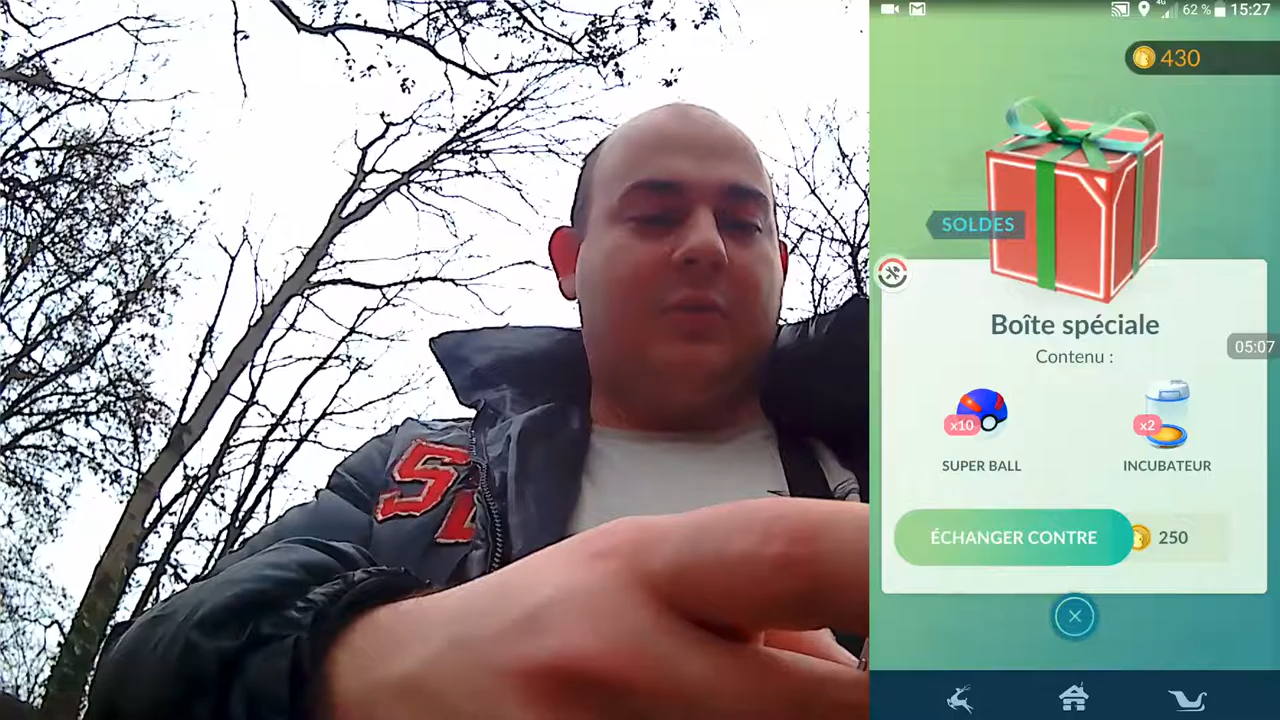 62 % 15:27
430
SOLDES
Boîte spéciale
Contenu :
05:07
x10
x2
SUPER BALL
INCUBATEUR
ÉCHANGER CONTRE
250